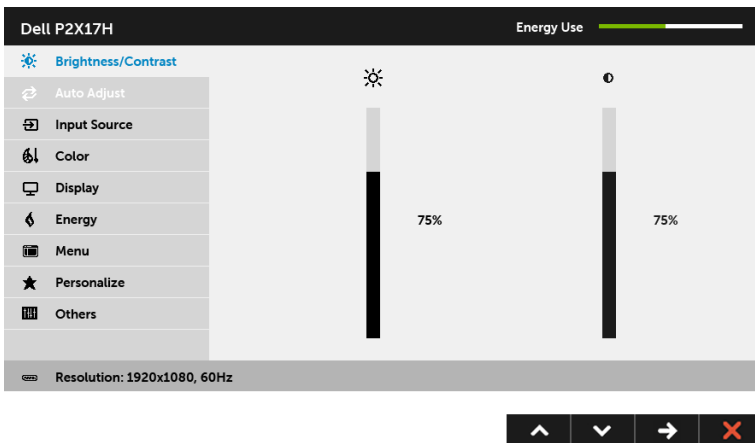 Dell P2X17H
Energy Use
Brightness/Contrast
Auto Adjust
Input Source
Color
Display
Energy
Menu
Personalize
Others
75%
75%
Resolution: 1920x1080, 60Hz